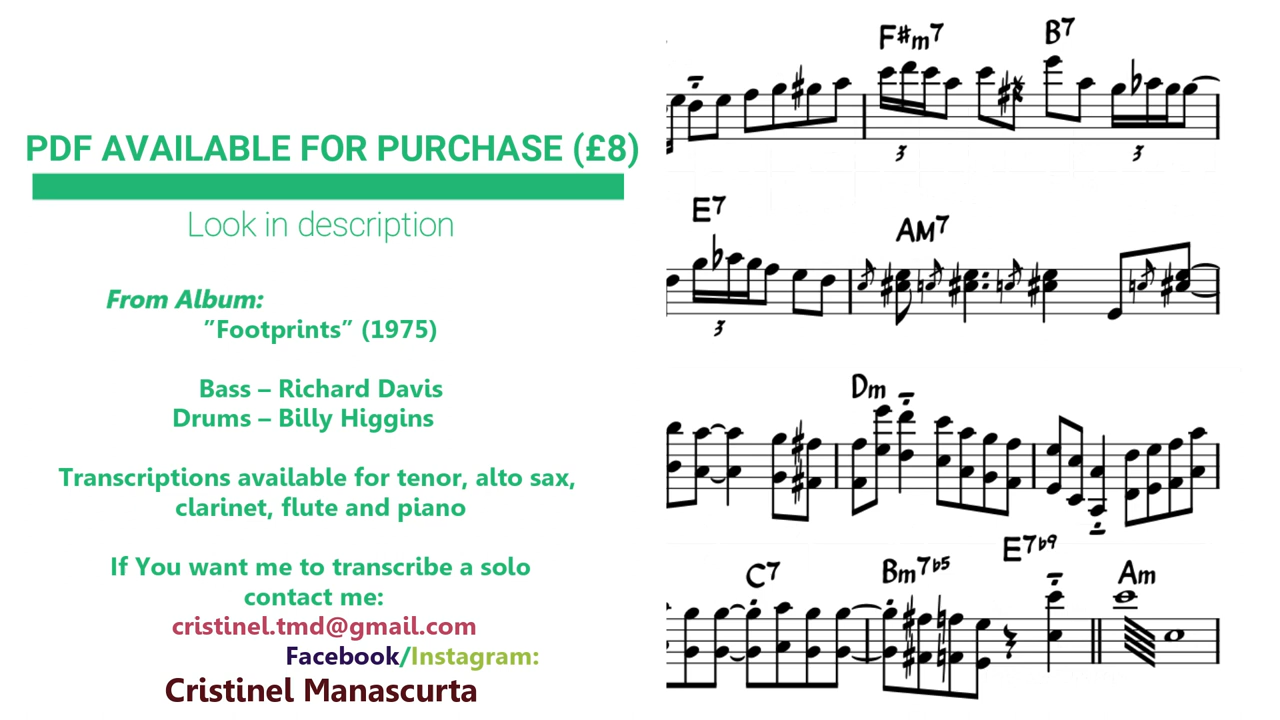 PDF AVAILABLE FOR PURCHASE (£8)
Look in description
From Album:
”Footprints” (1975)
Bass – Richard Davis
Drums – Billy Higgins
Transcriptions available for tenor, alto sax,
clarinet, flute and piano
If You want me to transcribe a solo
contact me:
cristinel.tmd@gmail.com
Facebook/Instagram:
Cristinel Manascurta
F#m7 B7
3 3
E7 AM7
3
Dm
C7 Bm7b5 E7b9 Am